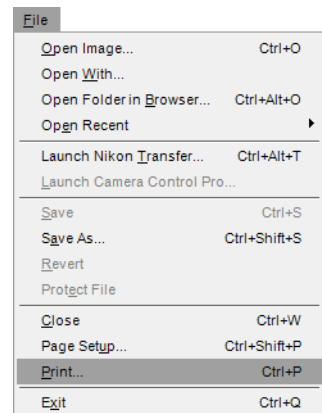 File
Open Image... Ctrl+O
Open With...
Open Folder in Browser... Ctrl+Alt+O
Open Recent
Launch Nikon Transfer... Ctrl+Alt+T
Launch Camera Control Pro...
Save Ctrl+S
Save As... Ctrl+Shift+S
Revert
Protect File
Close Ctrl+W
Page Setup... Ctrl+Shift+P
Print... Ctrl+P
Exit Ctrl+Q